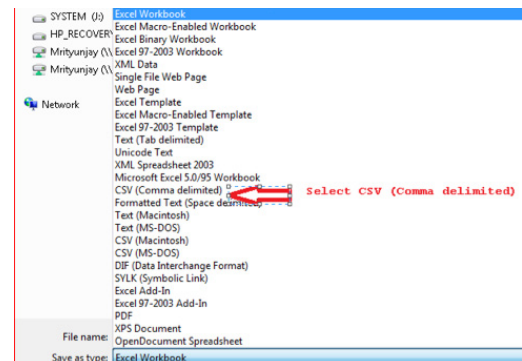 SYSTEM (J:)
HP_RECOVER
Mrityunjay (\\
Mrityunjay (\\
Network
Excel Workbook
Excel Macro-Enabled Workbook
Excel Binary Workbook
Excel 97-2003 Workbook
XML Data
Single File Web Page
Web Page
Excel Template
Excel Macro-Enabled Template
Excel 97-2003 Template
Text (Tab delimited)
Unicode Text
XML Spreadsheet 2003
Microsoft Excel 5.0/95 Workbook
CSV (Comma delimited)
Select CSV (Comma delimited)
Formatted Text (Space delimited)
Text (Macintosh)
Text (MS-DOS)
CSV (Macintosh)
CSV (MS-DOS)
DIF (Data Interchange Format)
SYLK (Symbolic Link)
Excel Add-In
Excel 97-2003 Add-In
PDF
XPS Document
OpenDocument Spreadsheet
File name:
Save as type: Excel Workbook